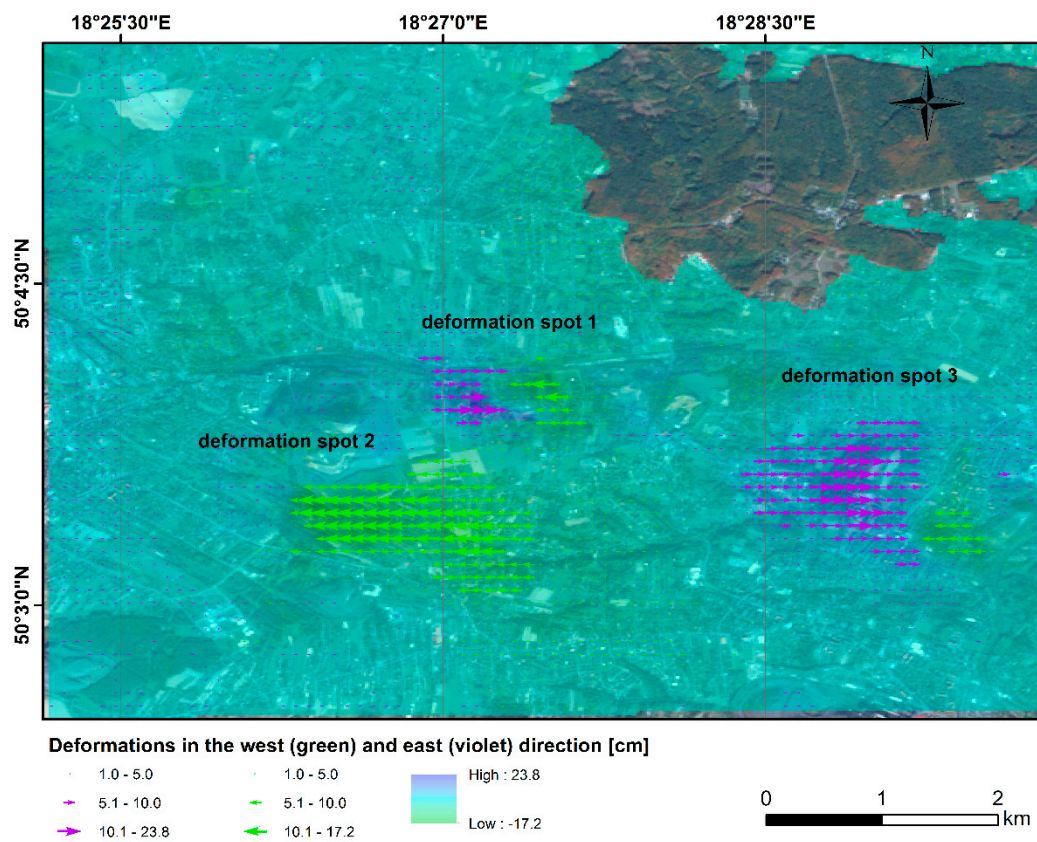 18°25'30"E 18°27'0"E 18°28'30"E
N
50°4'30"N
deformation spot 1
deformation spot 3
deformation spot 2
50°3'0"N
Deformations in the west (green) and east (violet) direction [cm]
1.0 - 5.0 1.0 - 5.0 High : 23.8
5.1 - 10.0 5.1 - 10.0
10.1 - 23.8 10.1 - 17.2 Low : -17.2
0 1 2
km